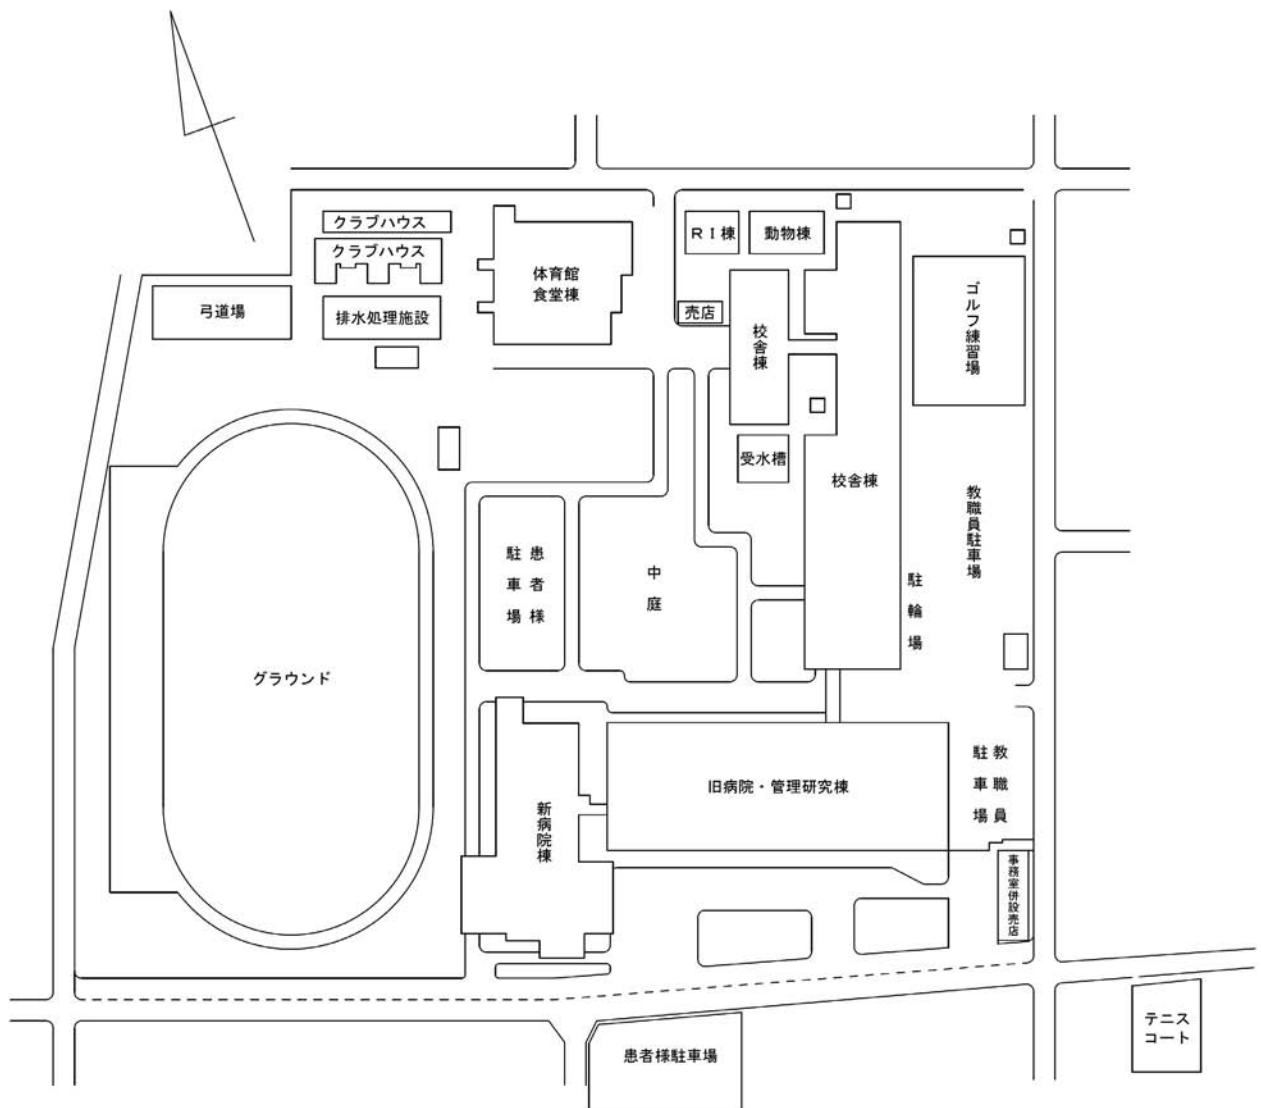 クラブハウス
クラブハウス
弓道場
排水処理施設
体育館
食堂棟
ＲＩ棟
動物棟
売店
校舎棟
ゴルフ練習場
受水槽
校舎棟
教職員駐車場
患者様
駐車場
中庭
駐輪場
グラウンド
旧病院・管理研究棟
教職員
駐車場
新病院棟
事務室併設売店
患者様駐車場
テニス
コート